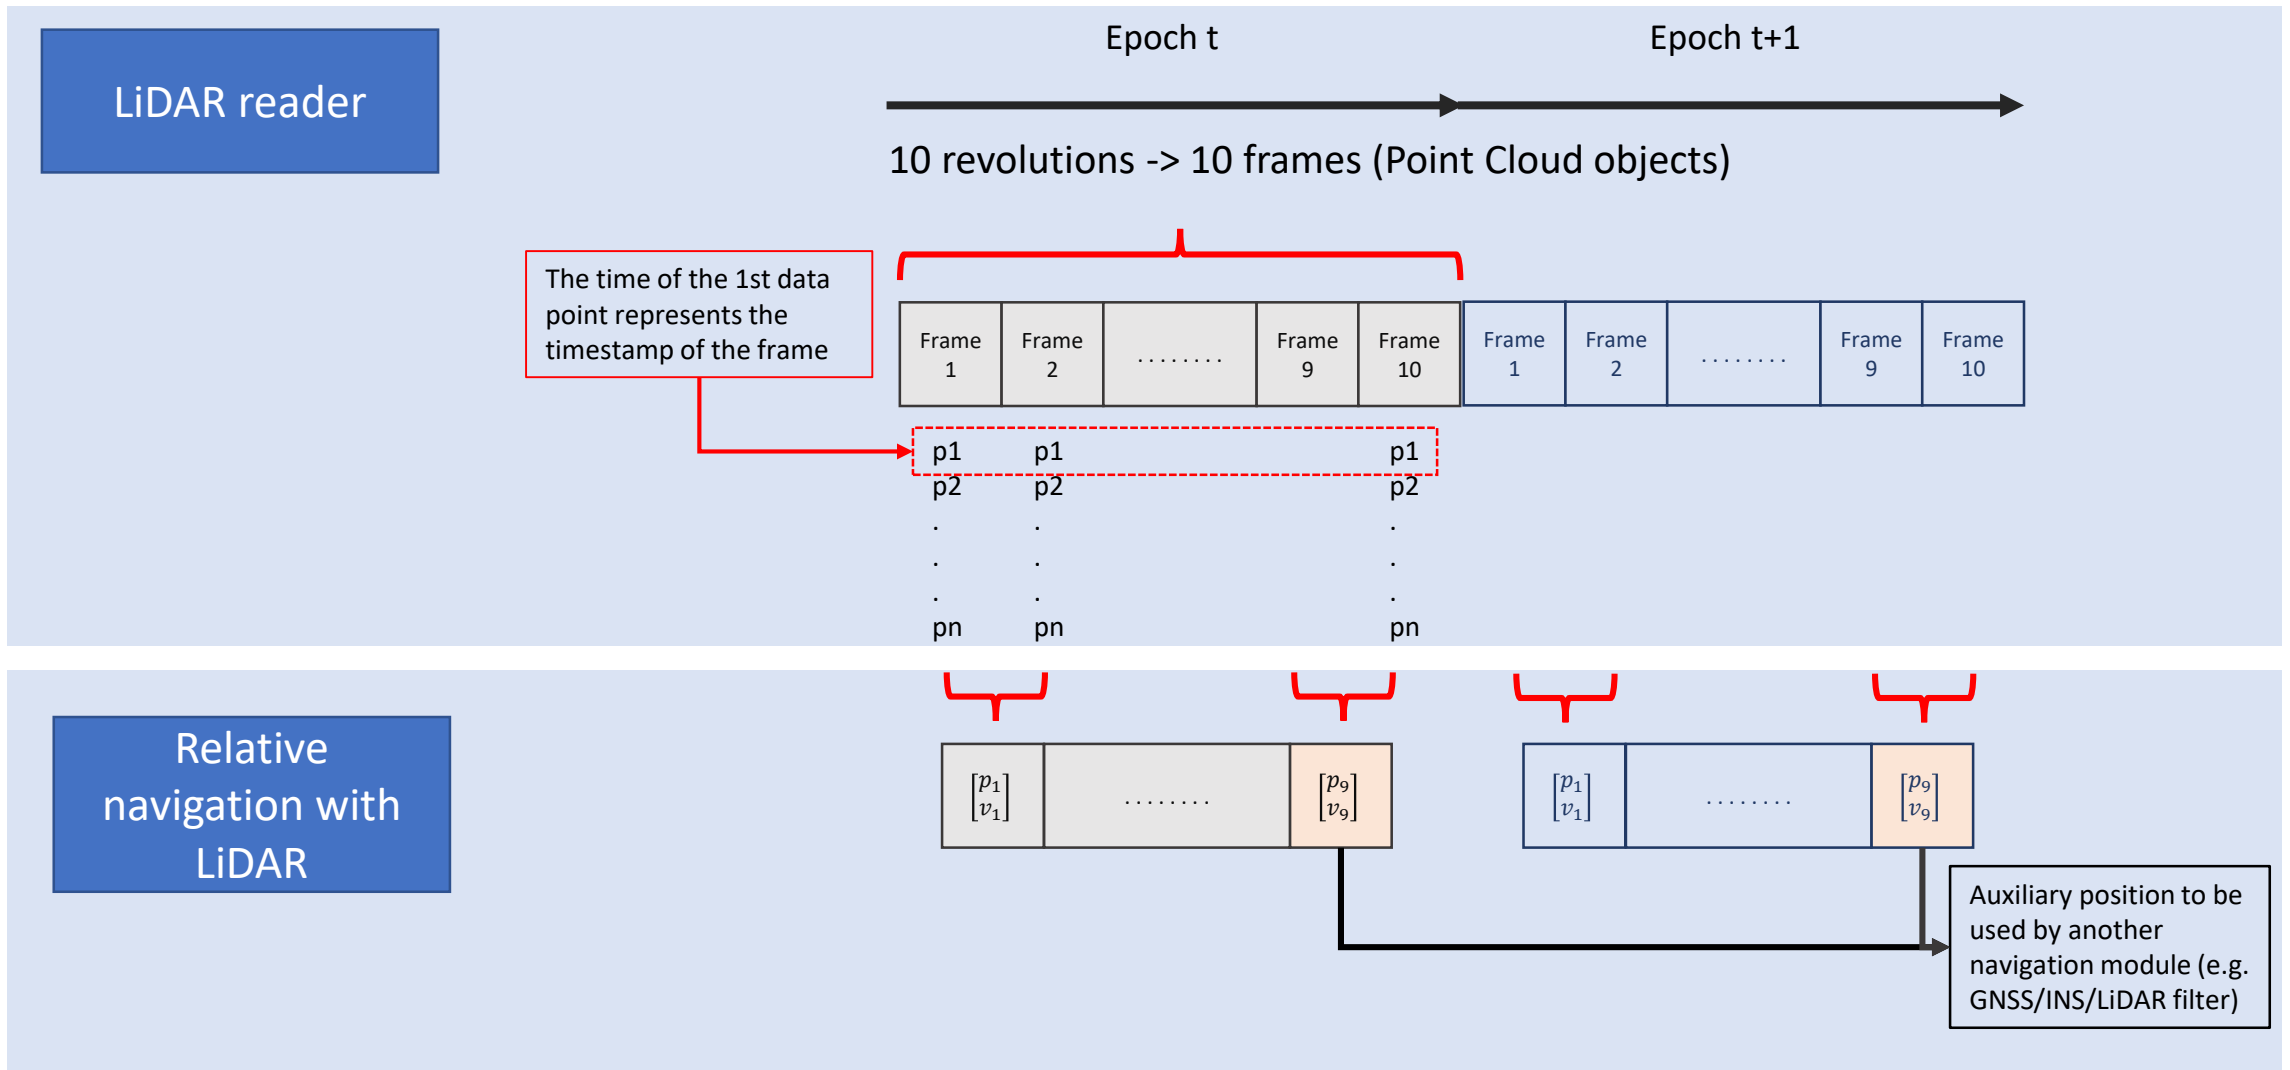 LiDAR reader
Epoch t
Epoch t+1
10 revolutions -> 10 frames (Point Cloud objects)
The time of the 1st data
point represents the
timestamp of the frame
Frame
1
Frame
2
. . . . . . . .
Frame
9
Frame
10
Frame
1
Frame
2
. . . . . . . .
Frame
9
Frame
10
p1 p1 p1
p2 p2 p2
. . .
. . .
. . .
pn pn pn
Relative
navigation with
LiDAR
[p₁
v₁]
. . . . . . . .
[p₉
v₉]
[p₁
v₁]
. . . . . . . .
[p₉
v₉]
Auxiliary position to be
used by another
navigation module (e.g.
GNSS/INS/LiDAR filter)